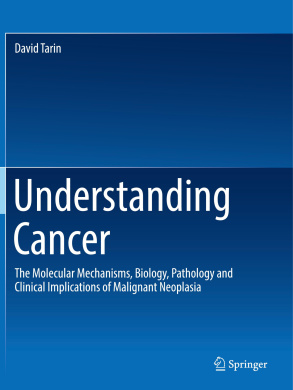 David Tarin
Understanding
Cancer
The Molecular Mechanisms, Biology, Pathology and
Clinical Implications of Malignant Neoplasia
Springer